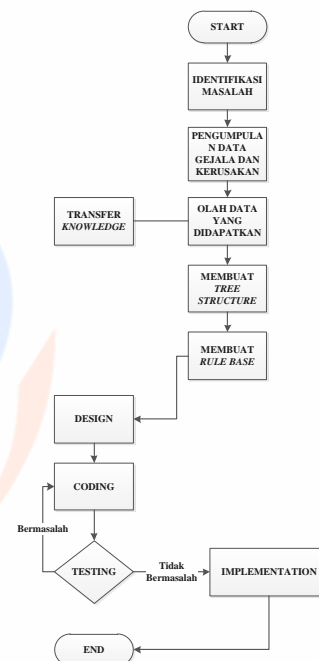 START
IDENTIFIKASI
MASALAH
PENGUMPULA
N DATA
GEJALA DAN
KERUSAKAN
TRANSFER
KNOWLEDGE
OLAH DATA
YANG
DIDAPATKAN
MEMBUAT
TREE
STRUCTURE
MEMBUAT
RULE BASE
DESIGN
CODING
Bermasalah
TESTING
Tidak
Bermasalah
IMPLEMENTATION
END